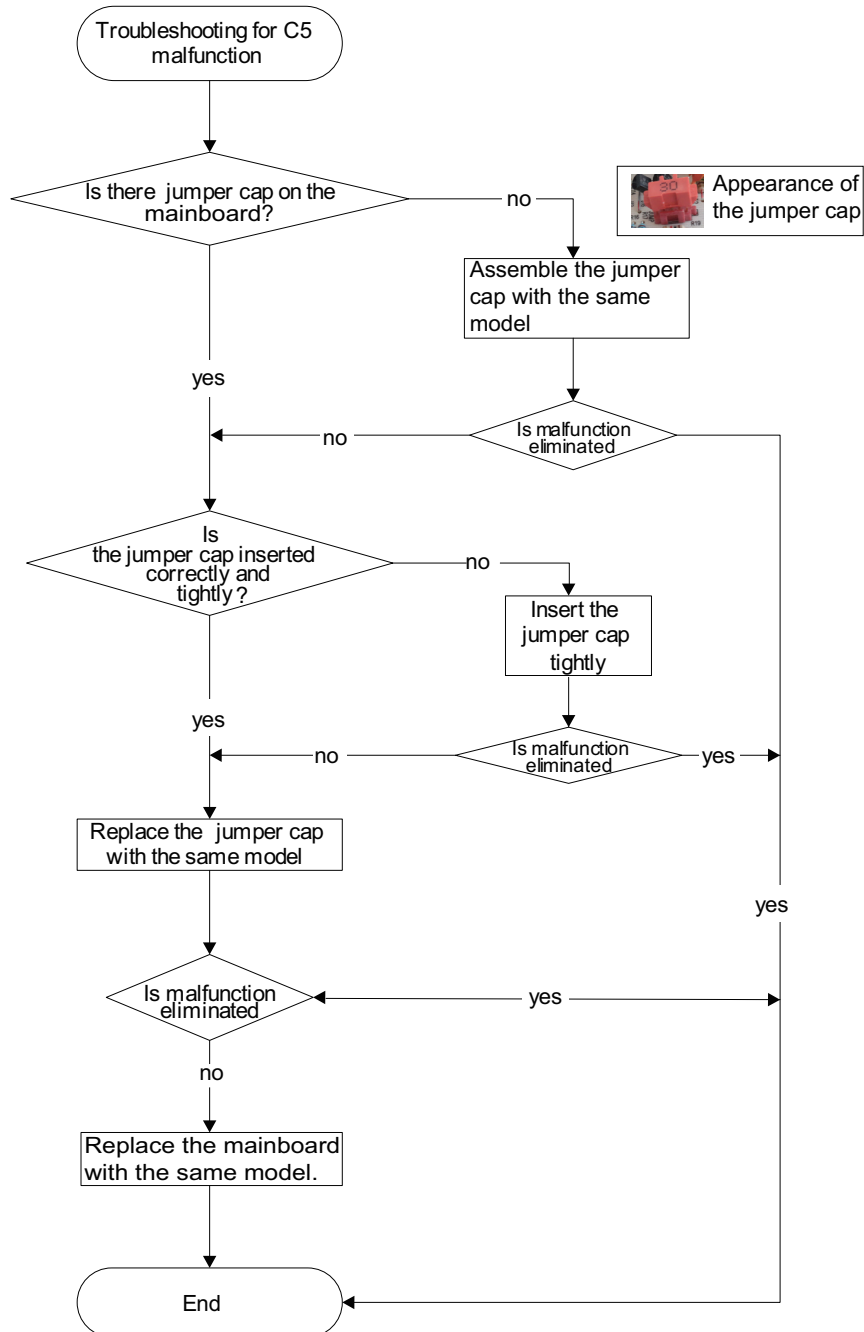 Troubleshooting for C5
malfunction
Is there jumper cap on the
mainboard?
no
30
Appearance of
the jumper cap
Assemble the jumper
cap with the same
model
yes
Is malfunction
eliminated
no
Is
the jumper cap inserted
correctly and
tightly?
no
Insert the
jumper cap
tightly
yes
Is malfunction
eliminated
no
yes
Replace the jumper cap
with the same model
yes
Is malfunction
eliminated
yes
no
Replace the mainboard
with the same model.
End